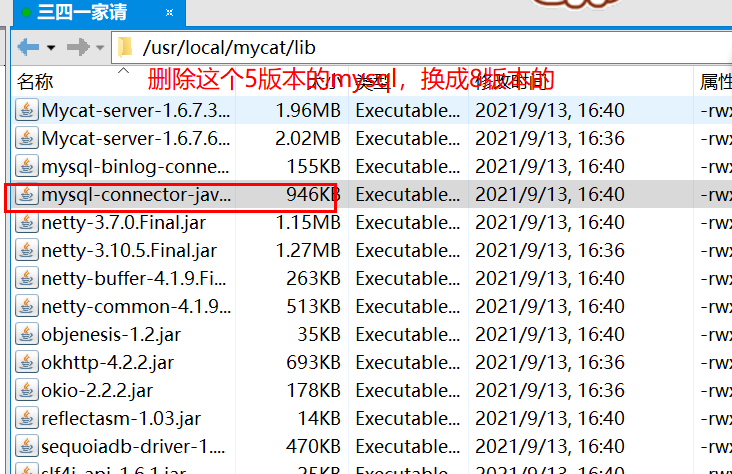 三四一家请
/usr/local/mycat/lib
删除这个5版本的mysql，换成8版本的
名称 大小 类型 修改时间 属性
Mycat-server-1.6.7.3... 1.96MB Executable... 2021/9/13, 16:40 -rwx
Mycat-server-1.6.7.6... 2.02MB Executable... 2021/9/13, 16:36 -rwx
mysql-binlog-conne... 155KB Executable... 2021/9/13, 16:40 -rwx
mysql-connector-jav... 946KB Executable... 2021/9/13, 16:40 -rwx
netty-3.7.0.Final.jar 1.15MB Executable... 2021/9/13, 16:40 -rwx
netty-3.10.5.Final.jar 1.27MB Executable... 2021/9/13, 16:36 -rwx
netty-buffer-4.1.9.Fi... 263KB Executable... 2021/9/13, 16:40 -rwx
netty-common-4.1.9... 513KB Executable... 2021/9/13, 16:40 -rwx
objenesis-1.2.jar 35KB Executable... 2021/9/13, 16:40 -rwx
okhttp-4.2.2.jar 693KB Executable... 2021/9/13, 16:36 -rwx
okio-2.2.2.jar 178KB Executable... 2021/9/13, 16:36 -rwx
reflectasm-1.03.jar 14KB Executable... 2021/9/13, 16:40 -rwx
sequoiadb-driver-1.... 470KB Executable... 2021/9/13, 16:40 -rwx
slf4j-api-1.6.1.jar 25KB Executable... 2021/9/13, 16:40 -rwx